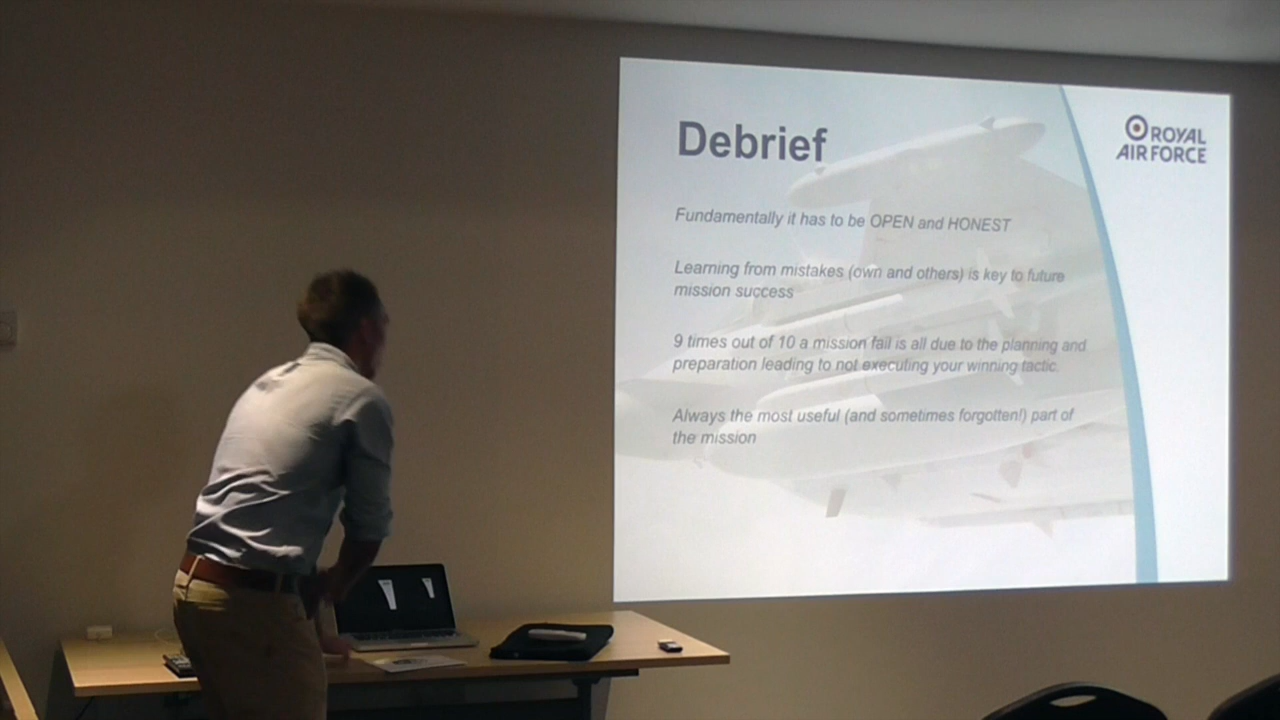 Debrief
ROYAL
AIR FORCE
Fundamentally it has to be OPEN and HONEST
Learning from mistakes (own and others) is key to future
mission success
9 times out of 10 a mission fail is all due to the planning and
preparation leading to not executing your winning tactic.
Always the most useful (and sometimes forgotten!) part of
the mission